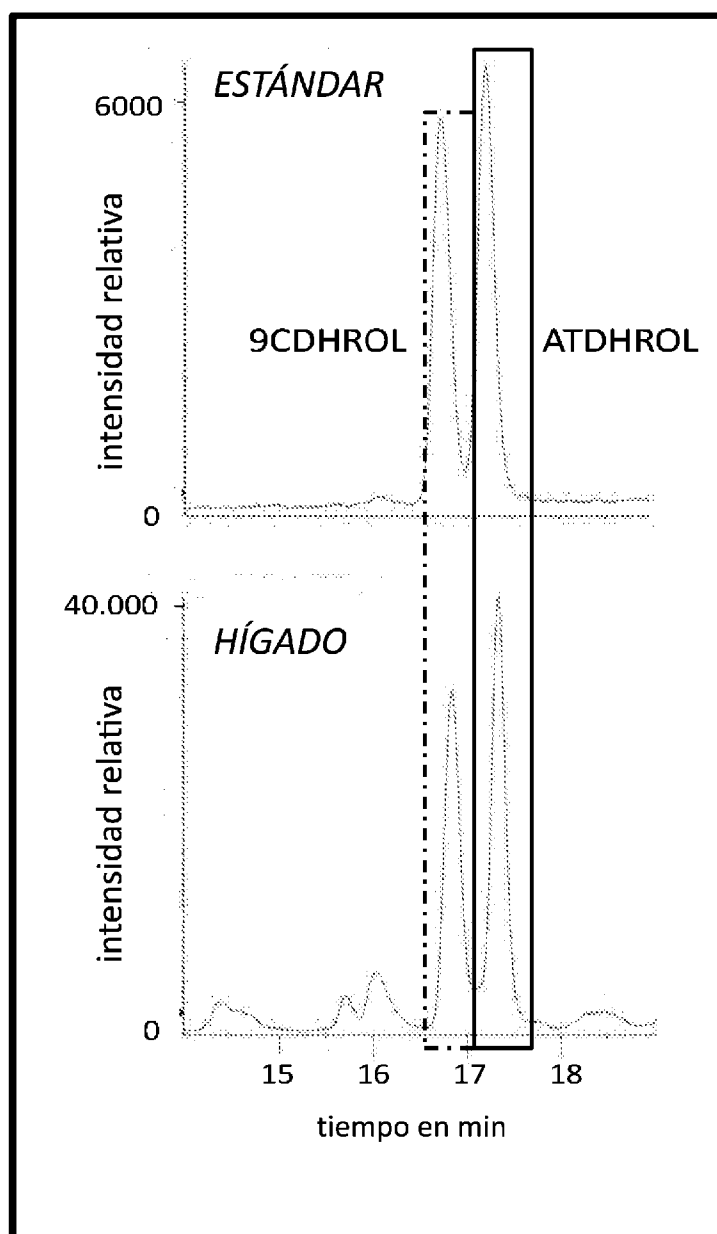 ESTÁNDAR
6000
intensidad relativa
9CDHROL
ATDHROL
0
40.000
HÍGADO
intensidad relativa
0
15 16 17 18
tiempo en min